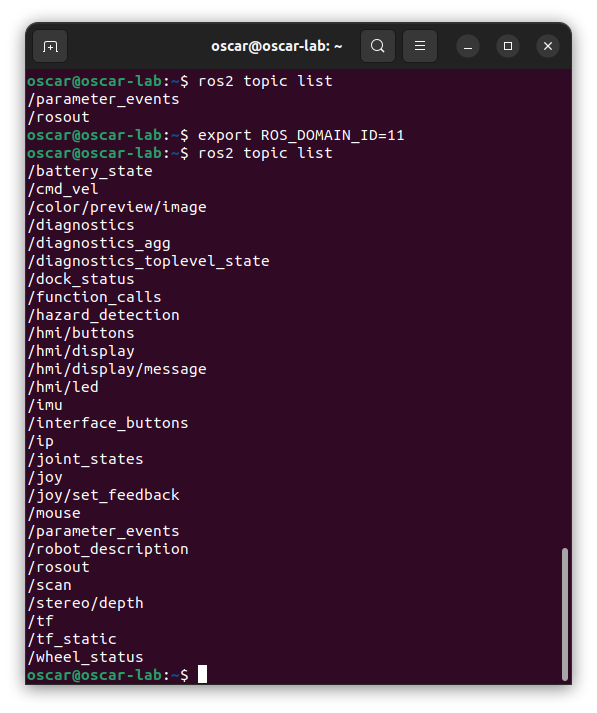 oscar@oscar-lab: ~
oscar@oscar-lab:~$ ros2 topic list
/parameter_events
/rosout
oscar@oscar-lab:~$ export ROS_DOMAIN_ID=11
oscar@oscar-lab:~$ ros2 topic list
/battery_state
/cmd_vel
/color/preview/image
/diagnostics
/diagnostics_agg
/diagnostics_toplevel_state
/dock_status
/function_calls
/hazard_detection
/hmi/buttons
/hmi/display
/hmi/display/message
/hmi/led
/imu
/interface_buttons
/ip
/joint_states
/joy
/joy/set_feedback
/mouse
/parameter_events
/robot_description
/rosout
/scan
/stereo/depth
/tf
/tf_static
/wheel_status
oscar@oscar-lab:~$